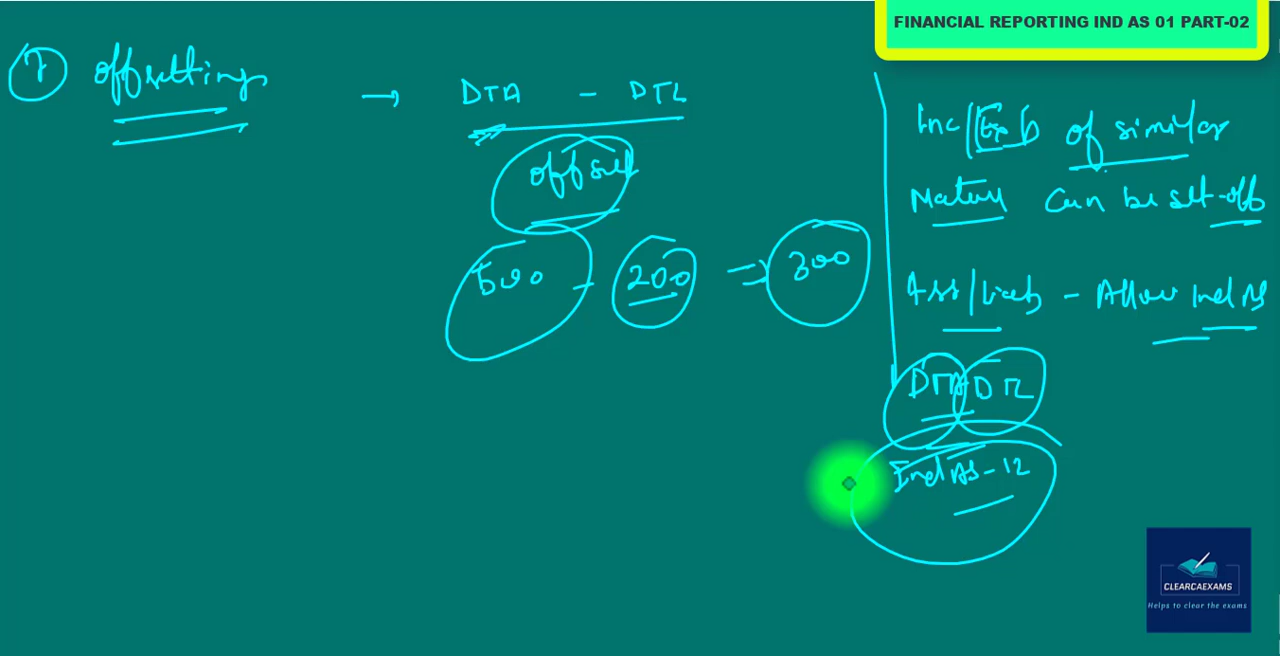 FINANCIAL REPORTING IND AS 01 PART-02
7 offsetting → DTA - DTL
offset
500 - 200 ⇒ 300
Inc/Exp of similar
Nature Can be set-off
Ass/Liab - Allow Ind AS
DTA DTL
Ind AS-12
CLEARCAEXAMS
Helps to clear the exams